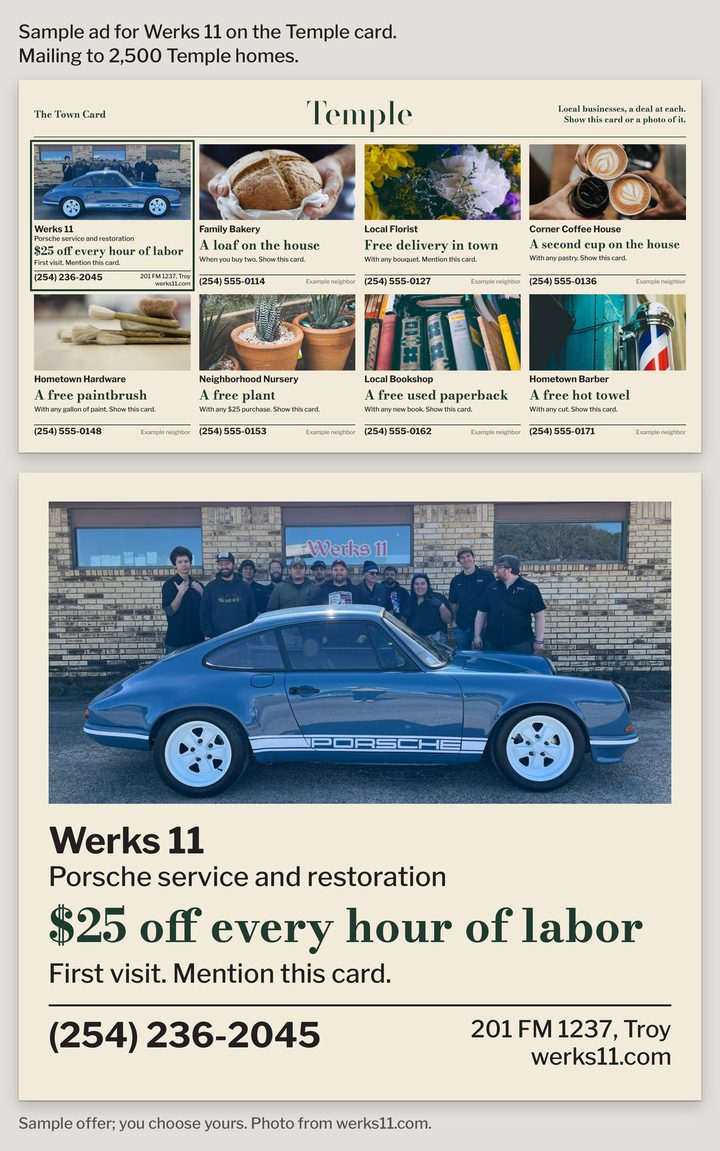 Sample ad for Werks 11 on the Temple card.
Mailing to 2,500 Temple homes.
The Town Card
Temple
Local businesses, a deal at each.
Show this card or a photo of it.
Werks 11
Porsche service and restoration
$25 off every hour of labor
First visit. Mention this card.
(254) 236-2045
201 FM 1237, Troy
werks11.com
Family Bakery
A loaf on the house
When you buy two. Show this card.
(254) 555-0114
Example neighbor
Local Florist
Free delivery in town
With any bouquet. Mention this card.
(254) 555-0127
Example neighbor
Corner Coffee House
A second cup on the house
With any pastry. Show this card.
(254) 555-0136
Example neighbor
Hometown Hardware
A free paintbrush
With any gallon of paint. Show this card.
(254) 555-0148
Example neighbor
Neighborhood Nursery
A free plant
With any $25 purchase. Show this card.
(254) 555-0153
Example neighbor
Local Bookshop
A free used paperback
With any new book. Show this card.
(254) 555-0162
Example neighbor
Hometown Barber
A free hot towel
With any cut. Show this card.
(254) 555-0171
Example neighbor
Werks 11
PORSCHE
Werks 11
Porsche service and restoration
$25 off every hour of labor
First visit. Mention this card.
(254) 236-2045
201 FM 1237, Troy
werks11.com
Sample offer; you choose yours. Photo from werks11.com.